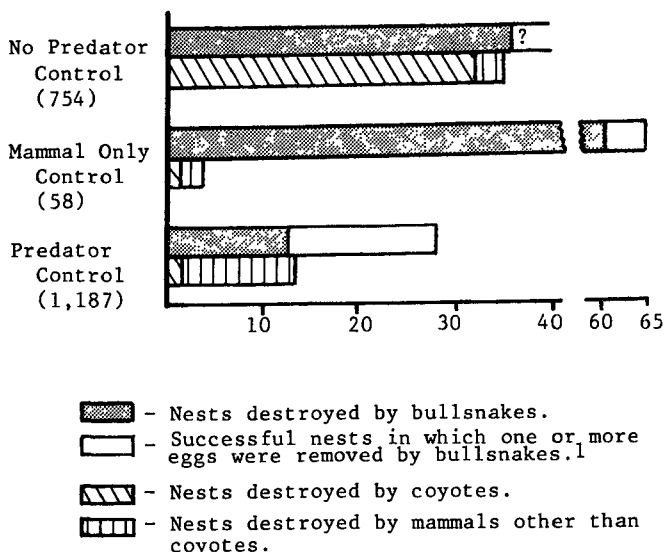 No Predator
Control
(754)
?
Mammal Only
Control
(58)
Predator
Control
(1,187)
10 20 30 40 60 65
- Nests destroyed by bullsnakes.
- Successful nests in which one or more
eggs were removed by bullsnakes.1
- Nests destroyed by coyotes.
- Nests destroyed by mammals other than
coyotes.